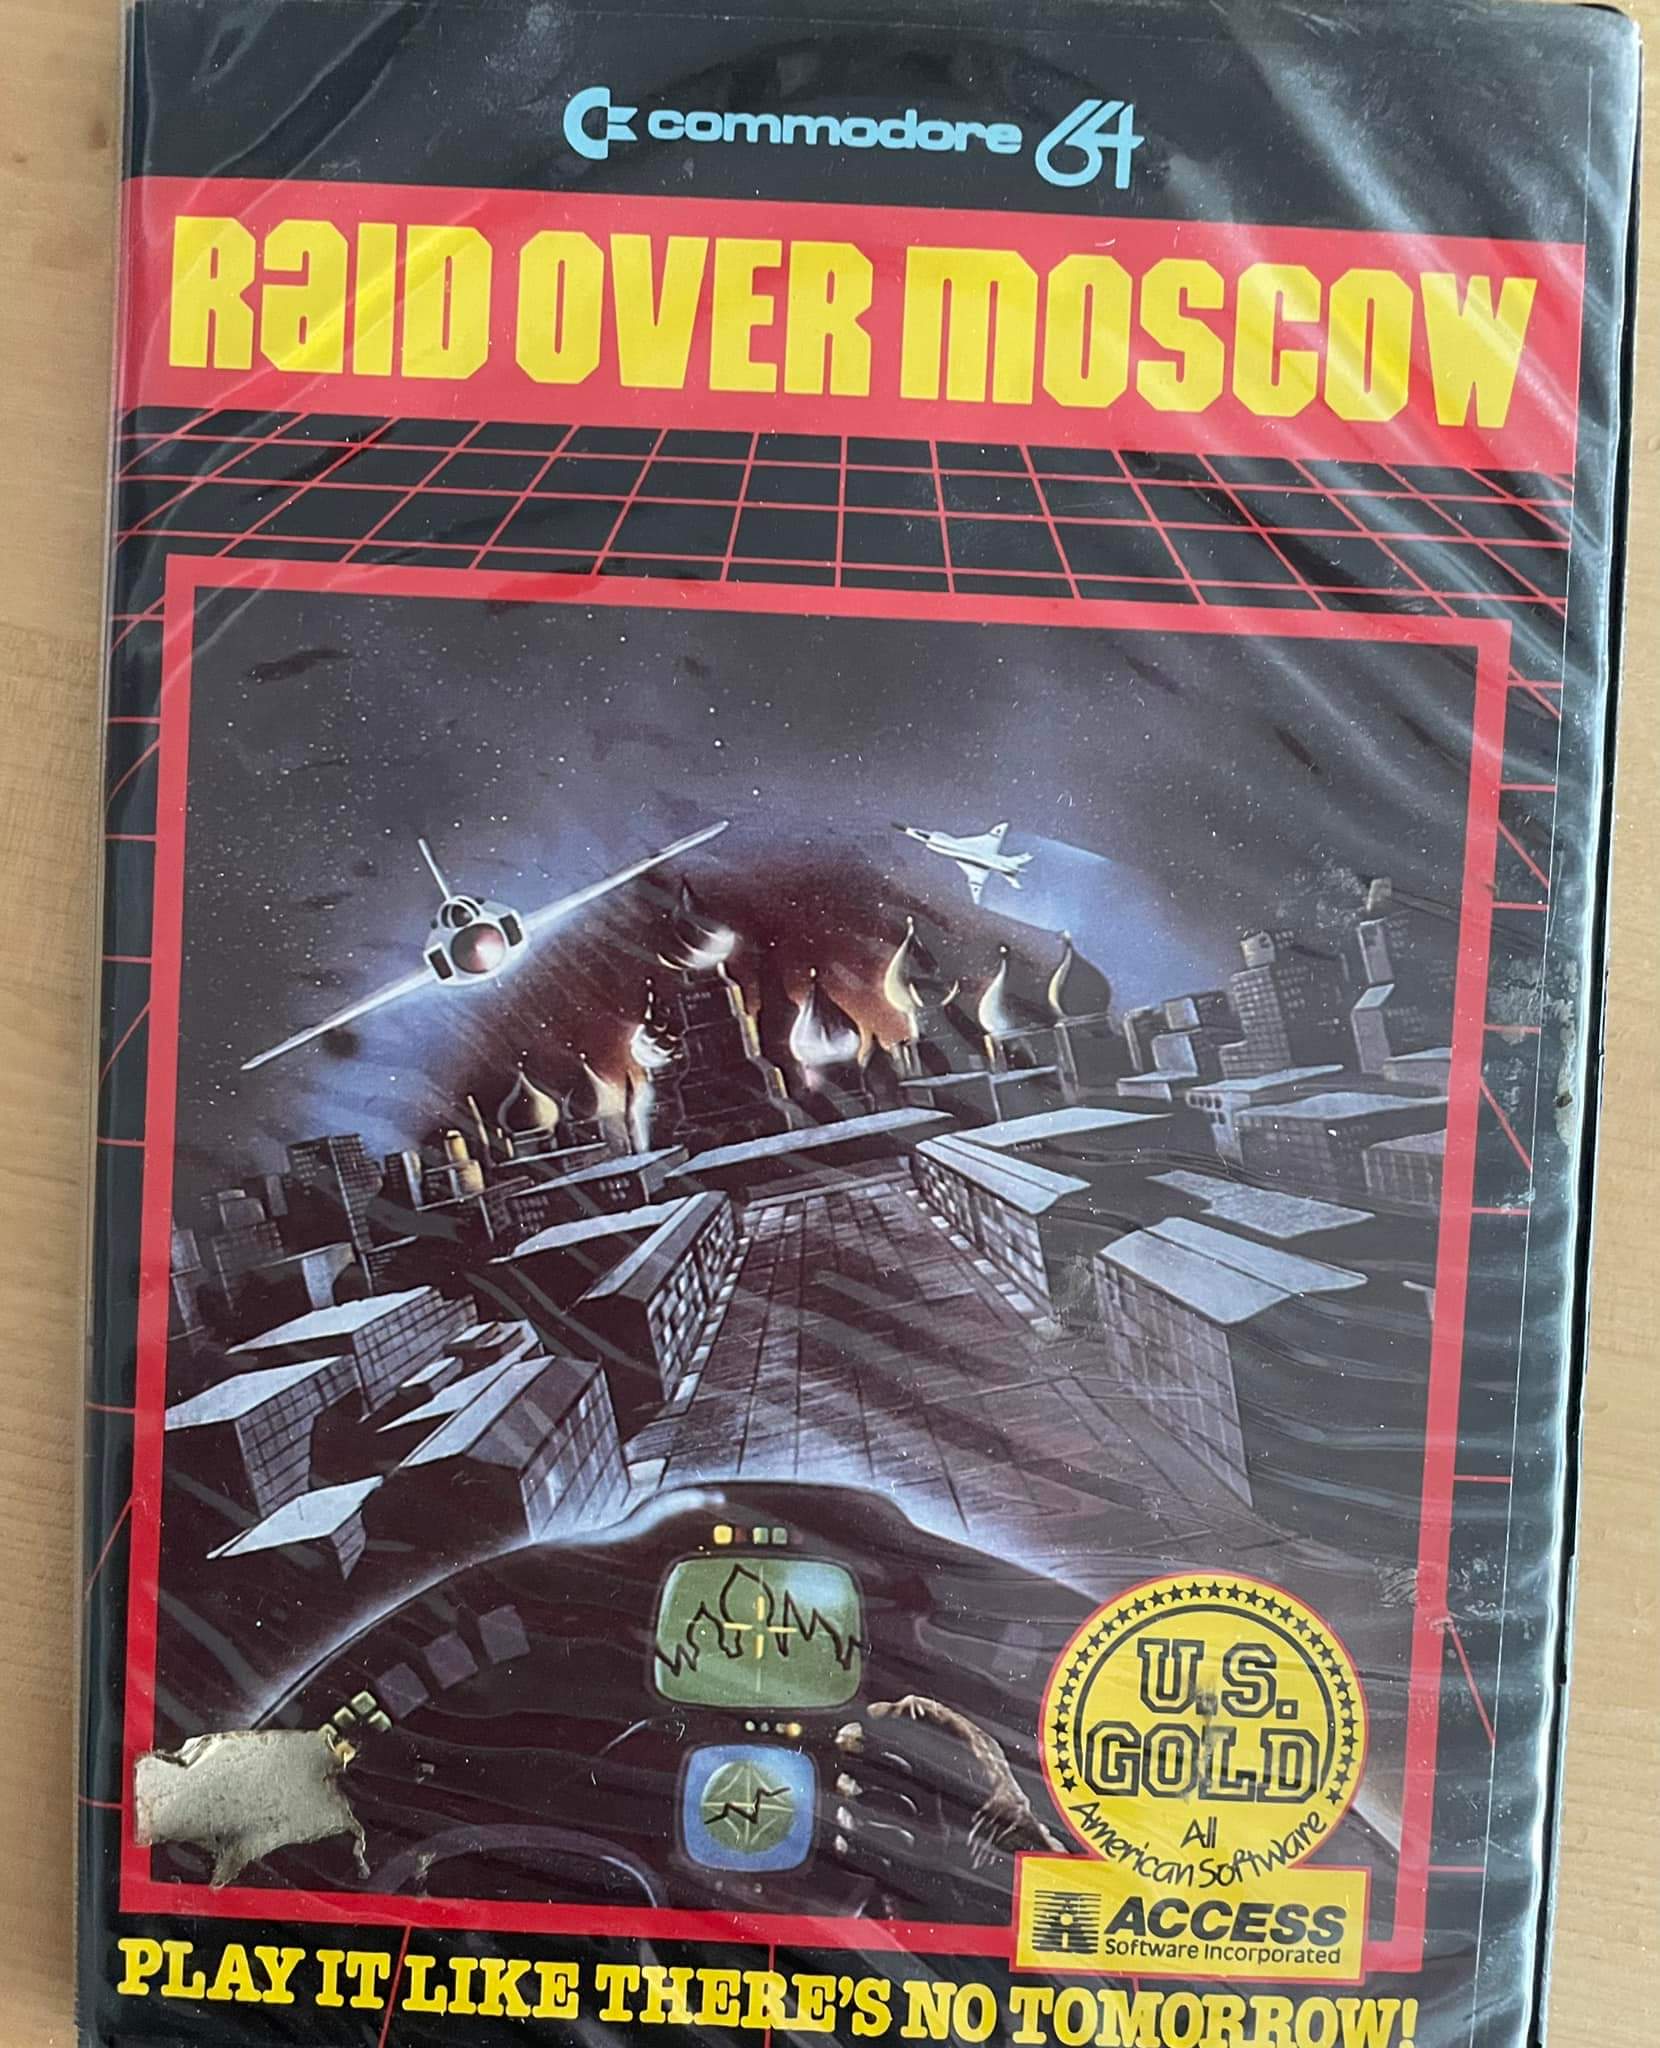 commodore 64
RAID OVER MOSCOW
U.S.
GOLD
All
American Software
ACCESS
Software Incorporated
PLAY IT LIKE THERE'S NO TOMORROW!